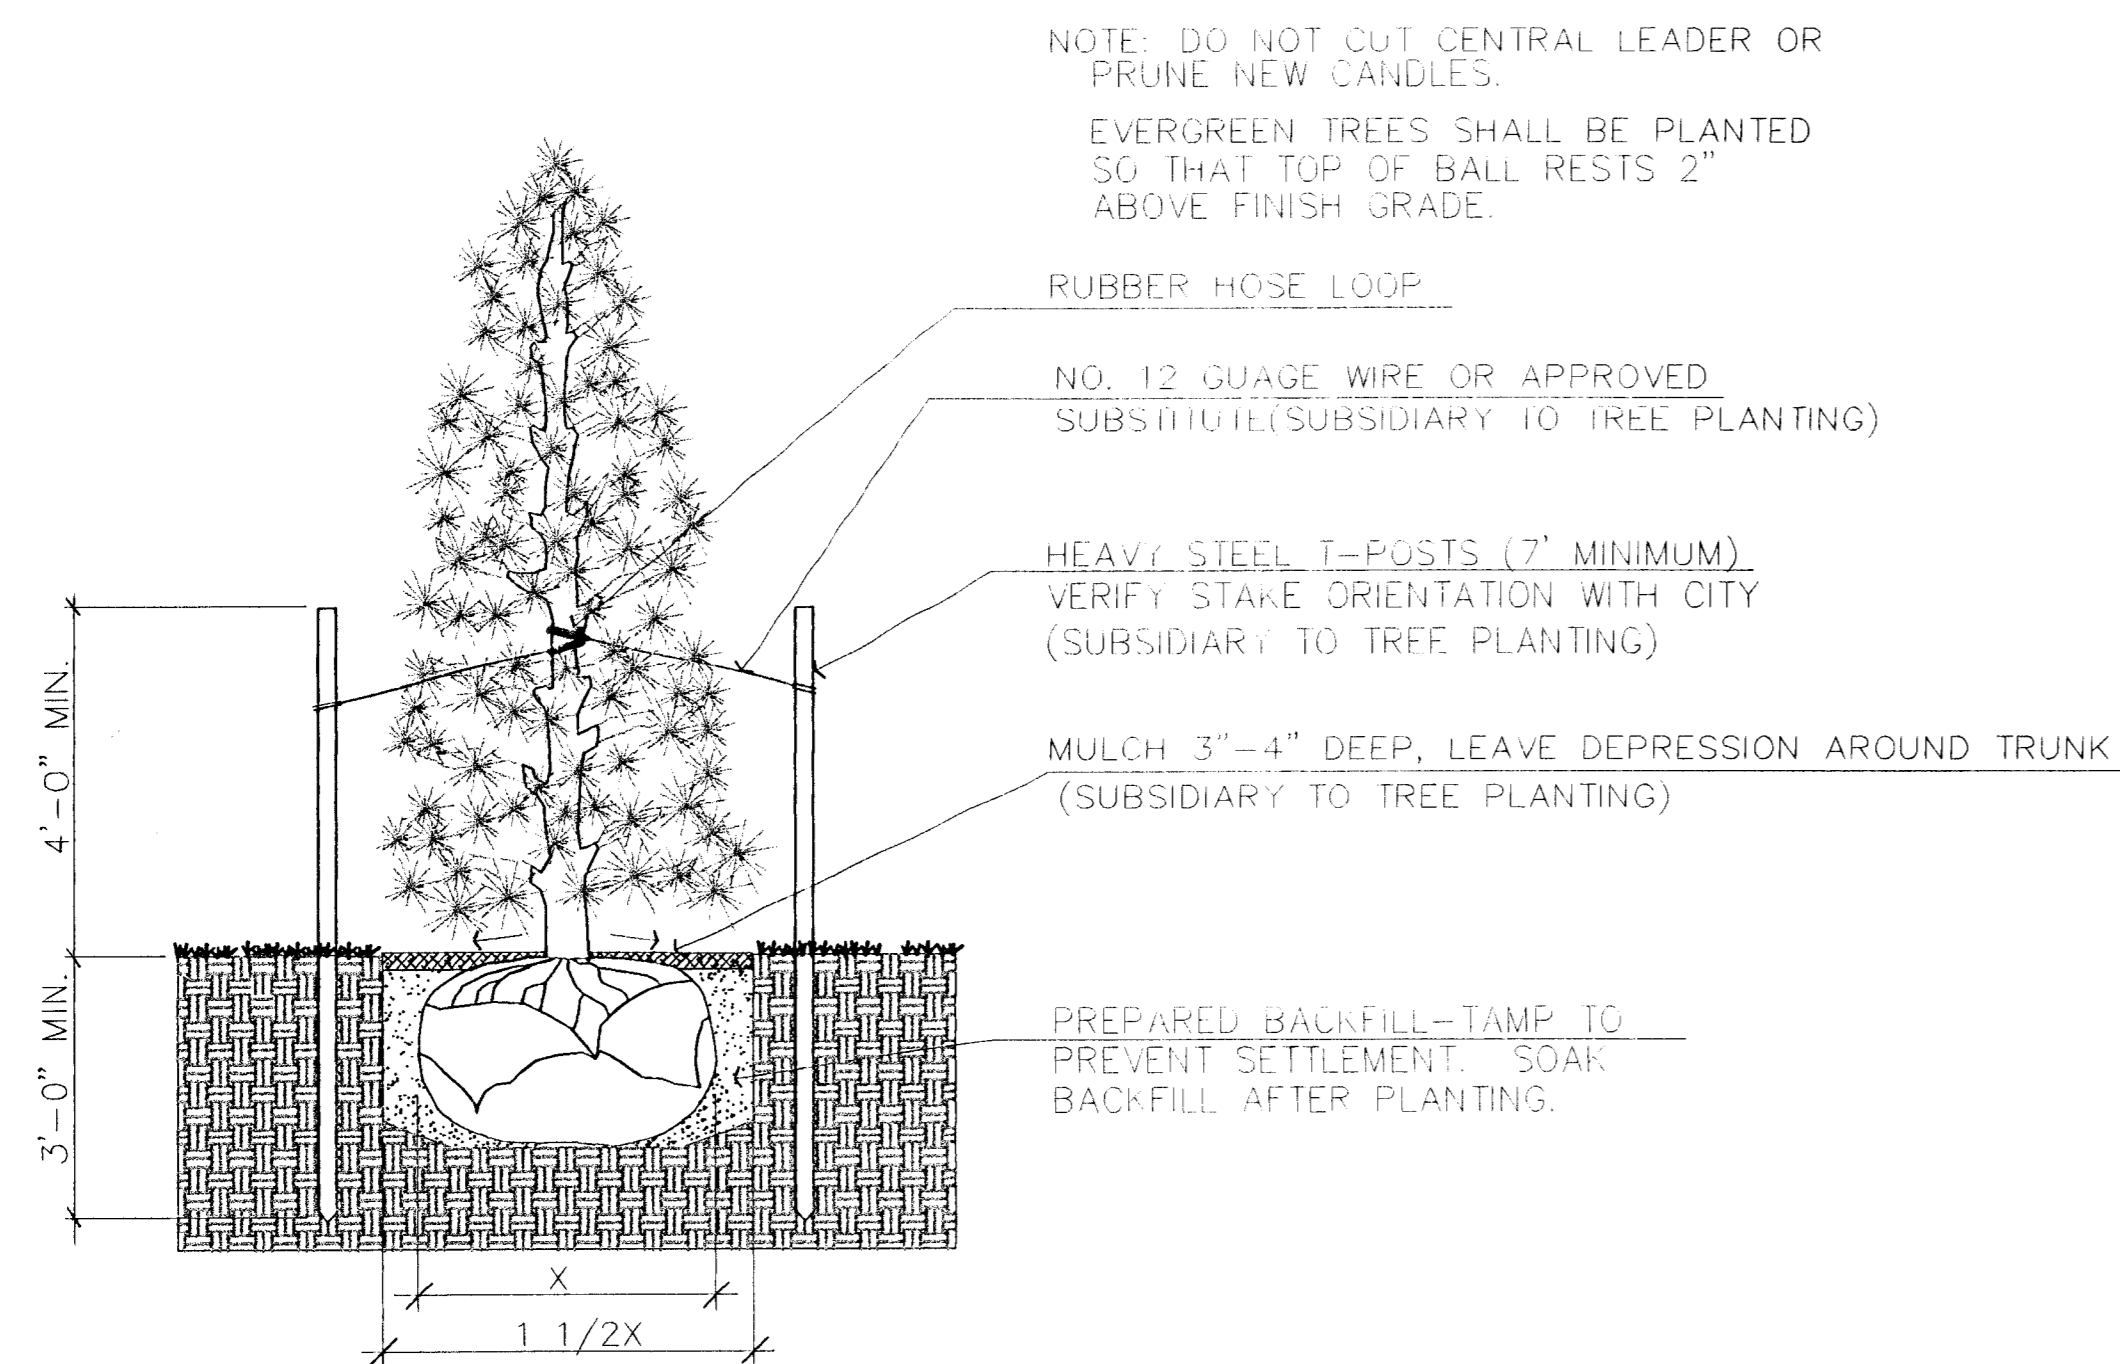 NOTE: DO NOT CUT CENTRAL LEADER OR
PRUNE NEW CANDLES.
EVERGREEN TREES SHALL BE PLANTED
SO THAT TOP OF BALL RESTS 2"
ABOVE FINISH GRADE.
RUBBER HOSE LOOP
NO. 12 GUAGE WIRE OR APPROVED
SUBSTITUTE(SUBSIDIARY TO TREE PLANTING)
HEAVY STEEL T-POSTS (7' MINIMUM)
VERIFY STAKE ORIENTATION WITH CITY
(SUBSIDIARY TO TREE PLANTING)
MULCH 3"-4" DEEP, LEAVE DEPRESSION AROUND TRUNK
(SUBSIDIARY TO TREE PLANTING)
PREPARED BACKFILL-TAMP TO
PREVENT SETTLEMENT. SOAK
BACKFILL AFTER PLANTING.
4'-0" MIN.
3'-0" MIN.
X
1 1/2X